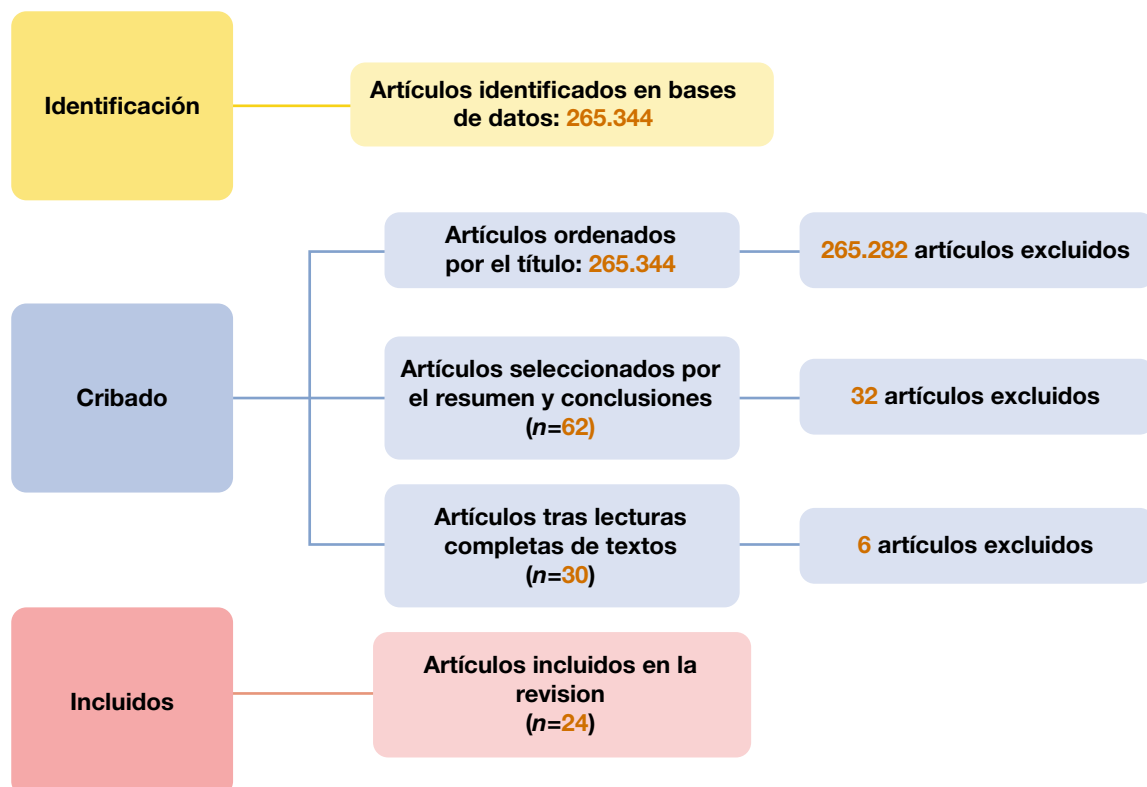 Identificación
Artículos identificados en bases
de datos: 265.344
Cribado
Artículos ordenados
por el título: 265.344
265.282 artículos excluidos
Artículos seleccionados por
el resumen y conclusiones
(n=62)
32 artículos excluidos
Artículos tras lecturas
completas de textos
(n=30)
6 artículos excluidos
Incluidos
Artículos incluidos en la
revision
(n=24)